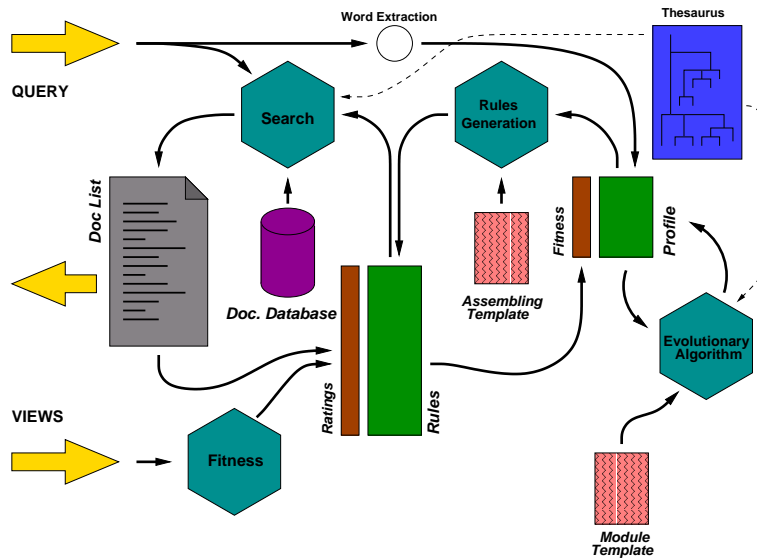 Word Extraction
Thesaurus
QUERY
Search
Rules
Generation
Doc List
Fitness
Profile
Doc. Database
Assembling
Template
Evolutionary
Algorithm
VIEWS
Fitness
Ratings
Rules
Module
Template